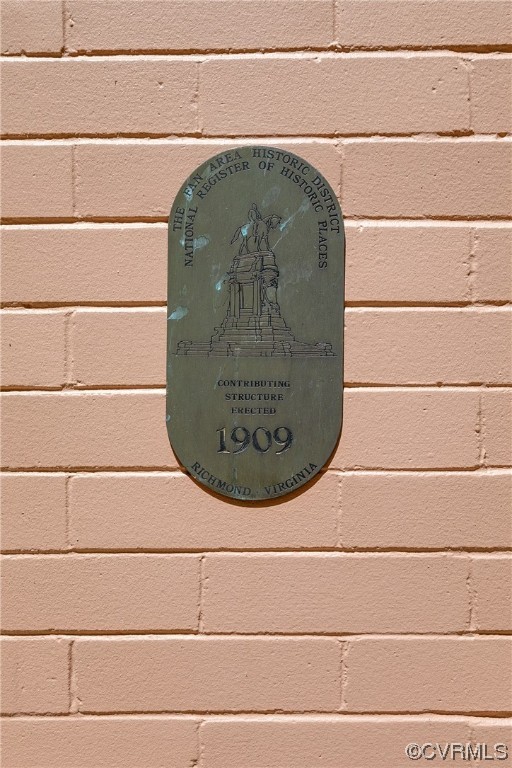 THE FAN AREA HISTORIC DISTRICT
NATIONAL REGISTER OF HISTORIC PLACES
CONTRIBUTING
STRUCTURE
ERECTED
1909
RICHMOND, VIRGINIA
©CVRMLS